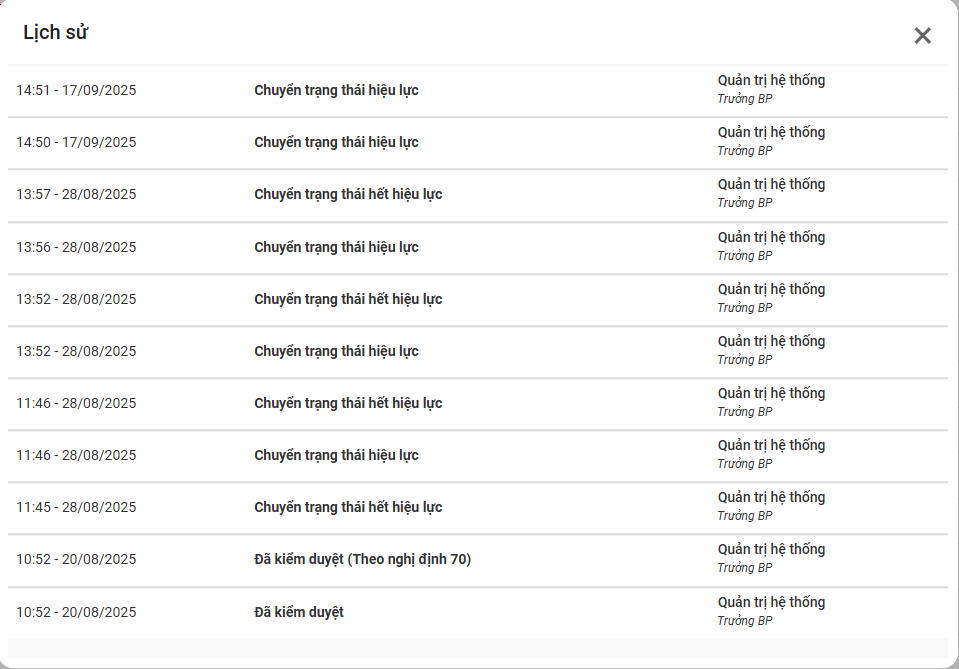 Lịch sử
14:51 - 17/09/2025 Chuyển trạng thái hiệu lực Quản trị hệ thống
Trưởng BP
14:50 - 17/09/2025 Chuyển trạng thái hiệu lực Quản trị hệ thống
Trưởng BP
13:57 - 28/08/2025 Chuyển trạng thái hết hiệu lực Quản trị hệ thống
Trưởng BP
13:56 - 28/08/2025 Chuyển trạng thái hiệu lực Quản trị hệ thống
Trưởng BP
13:52 - 28/08/2025 Chuyển trạng thái hết hiệu lực Quản trị hệ thống
Trưởng BP
13:52 - 28/08/2025 Chuyển trạng thái hiệu lực Quản trị hệ thống
Trưởng BP
11:46 - 28/08/2025 Chuyển trạng thái hết hiệu lực Quản trị hệ thống
Trưởng BP
11:46 - 28/08/2025 Chuyển trạng thái hiệu lực Quản trị hệ thống
Trưởng BP
11:45 - 28/08/2025 Chuyển trạng thái hết hiệu lực Quản trị hệ thống
Trưởng BP
10:52 - 20/08/2025 Đã kiểm duyệt (Theo nghị định 70) Quản trị hệ thống
Trưởng BP
10:52 - 20/08/2025 Đã kiểm duyệt Quản trị hệ thống
Trưởng BP